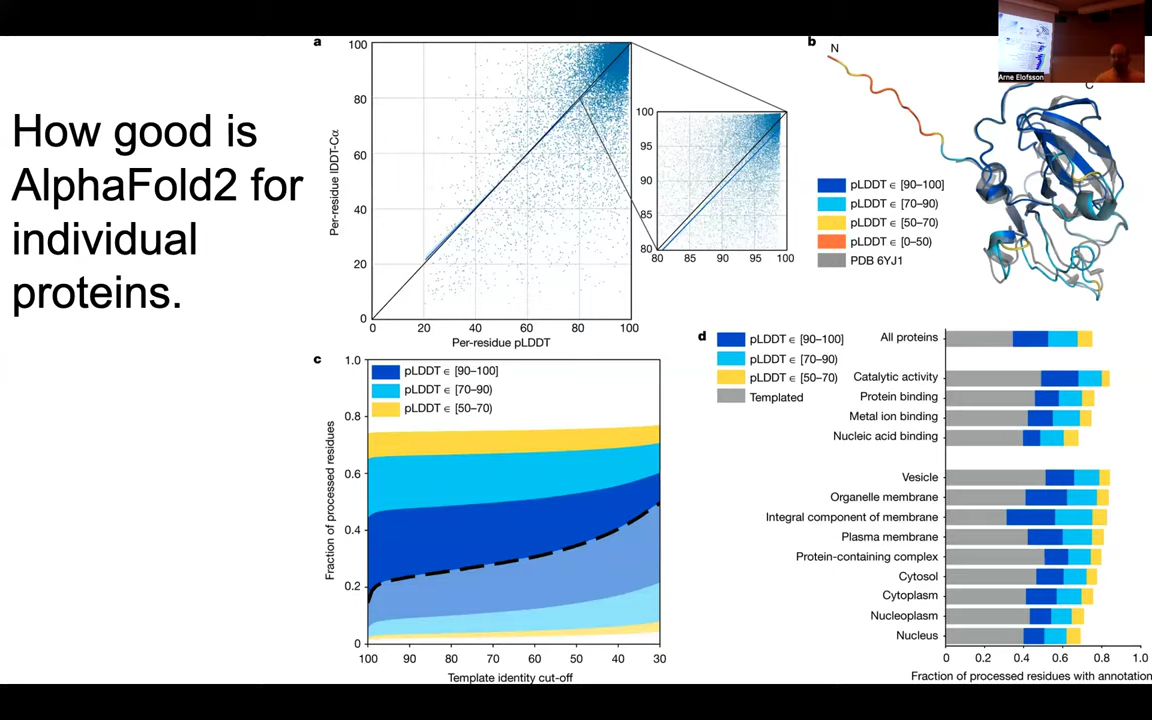 How good is
AlphaFold2 for
individual
proteins.
a
100
80
60
40
20
0
Per-residue lDDT-Cα
0 20 40 60 80 100
Per-residue pLDDT
100
95
90
85
80
80 85 90 95 100
b
N
C
pLDDT ∈ [90–100]
pLDDT ∈ [70–90)
pLDDT ∈ [50–70)
pLDDT ∈ [0–50)
PDB 6YJ1
Arne Elofsson
c
1.0
0.8
0.6
0.4
0.2
0
Fraction of processed residues
pLDDT ∈ [90–100]
pLDDT ∈ [70–90)
pLDDT ∈ [50–70)
100 90 80 70 60 50 40 30
Template identity cut-off
d
pLDDT ∈ [90–100]
pLDDT ∈ [70–90)
pLDDT ∈ [50–70)
Templated
All proteins
Catalytic activity
Protein binding
Metal ion binding
Nucleic acid binding
Vesicle
Organelle membrane
Integral component of membrane
Plasma membrane
Protein-containing complex
Cytosol
Cytoplasm
Nucleoplasm
Nucleus
0 0.2 0.4 0.6 0.8 1.0
Fraction of processed residues with annotation